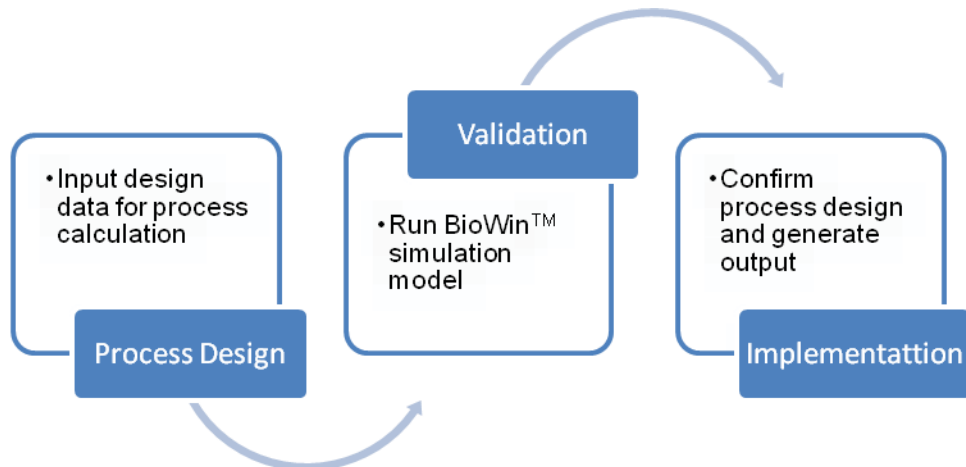 • Input design
data for process
calculation
Process Design
Validation
• Run BioWin™
simulation
model
• Confirm
process design
and generate
output
Implementattion